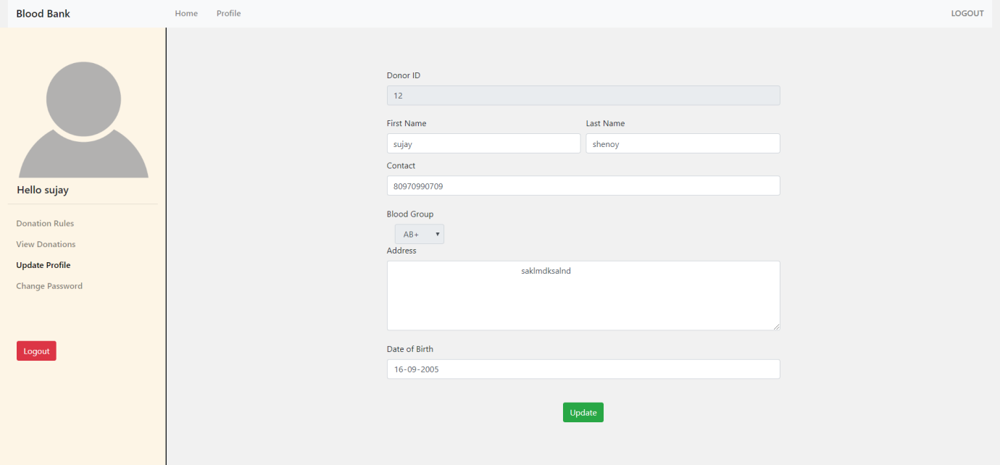 Blood Bank Home Profile LOGOUT
Hello sujay
Donation Rules
View Donations
Update Profile
Change Password
Logout
Donor ID
12
First Name Last Name
sujay shenoy
Contact
80970990709
Blood Group
AB+
Address
saklmdksalnd
Date of Birth
16-09-2005
Update